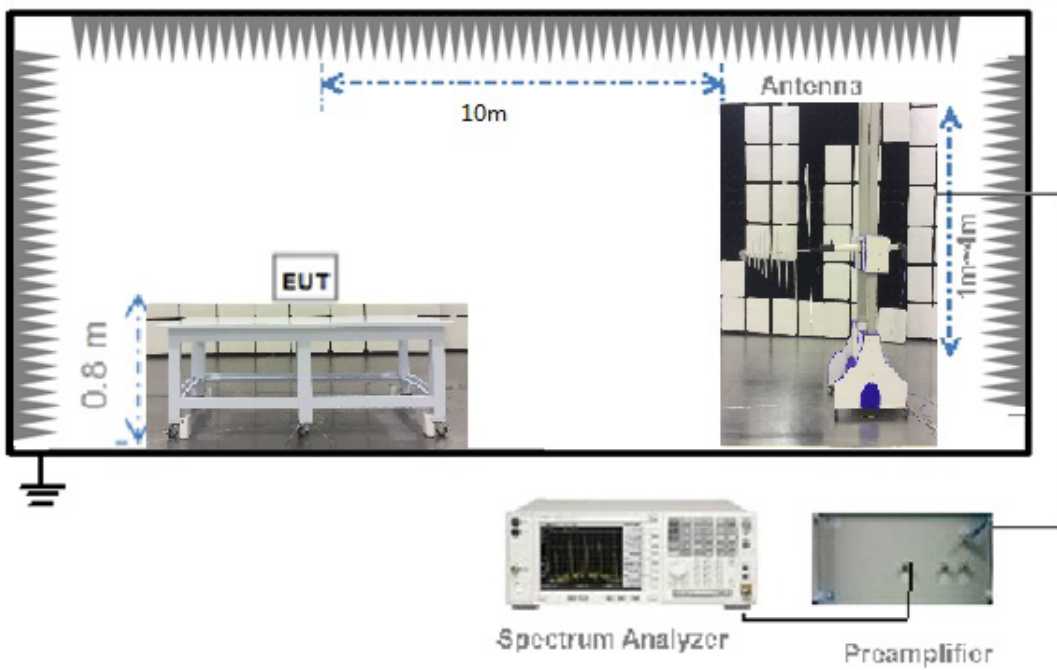 10m
Antenna
1m~4m
EUT
0.8 m
Spectrum Analyzer
Preamplifier